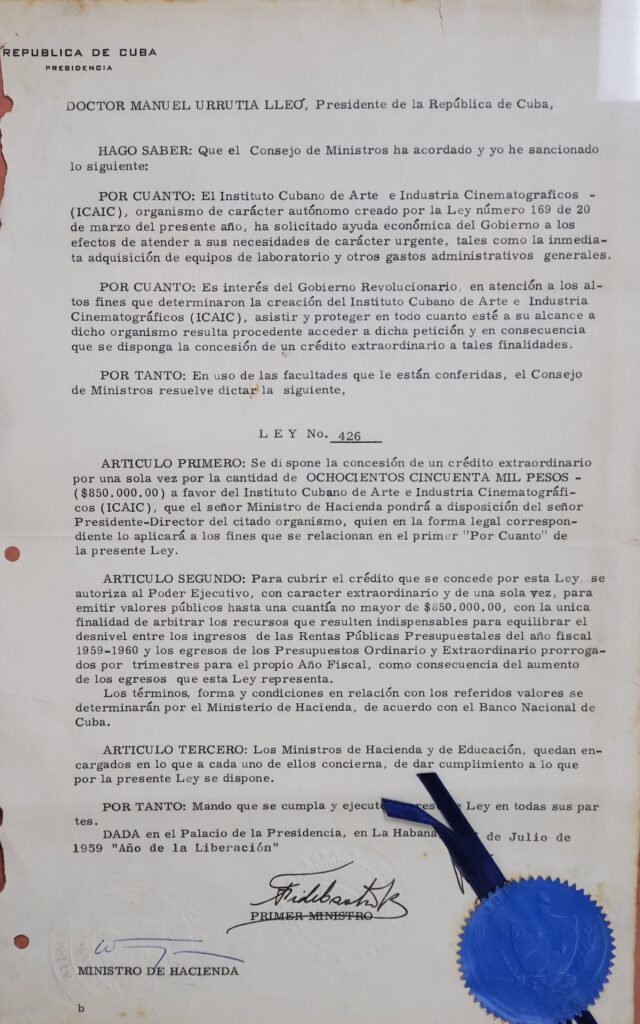 REPUBLICA DE CUBA
PRESIDENCIA
DOCTOR MANUEL URRUTIA LLEÓ, Presidente de la República de Cuba,
HAGO SABER: Que el Consejo de Ministros ha acordado y yo he sancionado
lo siguiente:
POR CUANTO: El Instituto Cubano de Arte e Industria Cinematograficos -
(ICAIC), organismo de carácter autónomo creado por la Ley número 169 de 20
de marzo del presente año, ha solicitado ayuda económica del Gobierno a los
efectos de atender a sus necesidades de carácter urgente, tales como la inmedia-
ta adquisición de equipos de laboratorio y otros gastos administrativos generales.
POR CUANTO: Es interés del Gobierno Revolucionario, en atención a los al-
tos fines que determinaron la creación del Instituto Cubano de Arte e Industria
Cinematográficos (ICAIC), asistir y proteger en todo cuanto esté a su alcance a
dicho organismo resulta procedente acceder a dicha petición y en consecuencia
que se disponga la concesión de un crédito extraordinario a tales finalidades.
POR TANTO: En uso de las facultades que le están conferidas, el Consejo
de Ministros resuelve dictar la siguiente,
LEY No. 426
ARTICULO PRIMERO: Se dispone la concesión de un crédito extraordinario
por una sola vez por la cantidad de OCHOCIENTOS CINCUENTA MIL PESOS -
($850.000.00) a favor del Instituto Cubano de Arte e Industria Cinematográfi-
cos (ICAIC), que el señor Ministro de Hacienda pondrá a disposición del señor
Presidente-Director del citado organismo, quien en la forma legal correspon-
diente lo aplicará a los fines que se relacionan en el primer "Por Cuanto" de
la presente Ley.
ARTICULO SEGUNDO: Para cubrir el crédito que se concede por esta Ley, se
autoriza al Poder Ejecutivo, con caracter extraordinario y de una sola vez, para
emitir valores públicos hasta una cuantía no mayor de $850.000.00, con la unica
finalidad de arbitrar los recursos que resulten indispensables para equilibrar el
desnivel entre los ingresos de las Rentas Públicas Presupuestales del año fiscal
1959-1960 y los egresos de los Presupuestos Ordinario y Extraordinario prorroga-
dos por trimestres para el propio Año Fiscal, como consecuencia del aumento
de los egresos que esta Ley representa.
Los términos, forma y condiciones en relación con los referidos valores se
determinarán por el Ministerio de Hacienda, de acuerdo con el Banco Nacional de
Cuba.
ARTICULO TERCERO: Los Ministros de Hacienda y de Educación, quedan en-
cargados en lo que a cada uno de ellos concierna, de dar cumplimiento a lo que
por la presente Ley se dispone.
POR TANTO: Mando que se cumpla y ejecute Ley en todas sus par
tes.
DADA en el Palacio de la Presidencia, en La Habana de Julio de
1959 "Año de la Liberación"
PRIMER MINISTRO
MINISTRO DE HACIENDA
b